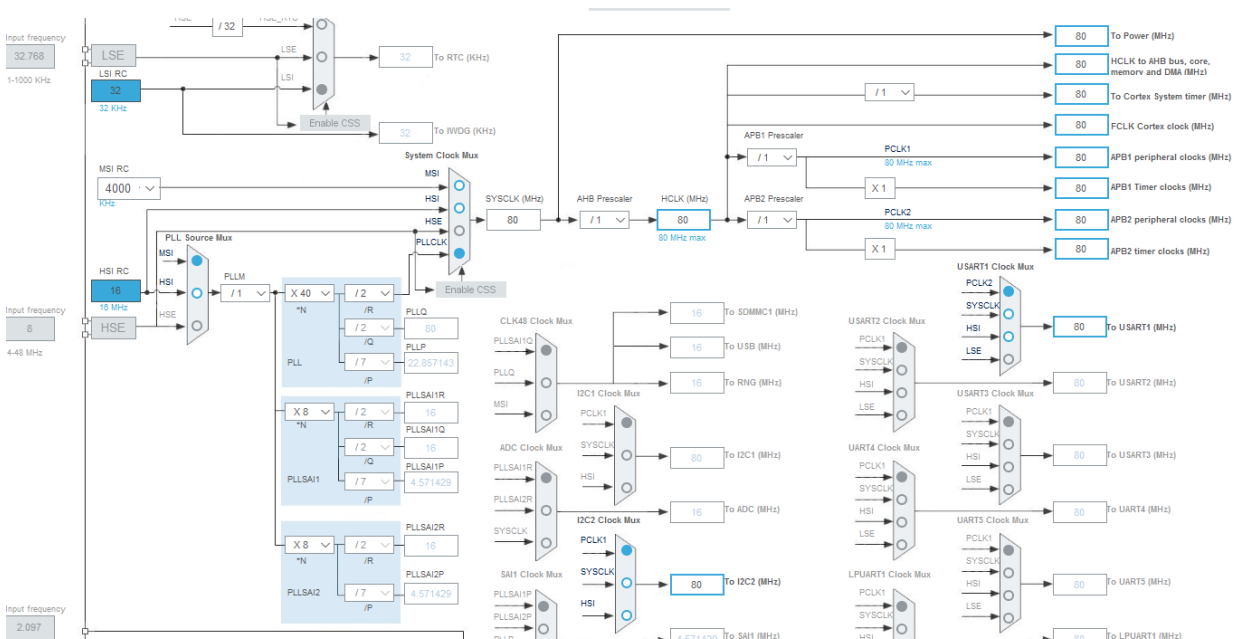 HSE
/ 32
HSE_RTC
Input frequency
32.768
1-1000 KHz
LSE
LSE
32
To RTC (KHz)
LSI RC
32
32 KHz
LSI
Enable CSS
32
To IWDG (KHz)
80
To Power (MHz)
80
HCLK to AHB bus, core,
memory and DMA (MHz)
/ 1
80
To Cortex System timer (MHz)
80
FCLK Cortex clock (MHz)
APB1 Prescaler
/ 1
PCLK1
80 MHz max
80
APB1 peripheral clocks (MHz)
X 1
80
APB1 Timer clocks (MHz)
APB2 Prescaler
/ 1
PCLK2
80 MHz max
80
APB2 peripheral clocks (MHz)
X 1
80
APB2 timer clocks (MHz)
System Clock Mux
MSI RC
4000
KHz
MSI
HSI
HSE
PLLCLK
SYSCLK (MHz)
80
AHB Prescaler
/ 1
HCLK (MHz)
80
80 MHz max
Enable CSS
PLL Source Mux
MSI
HSI
HSE
HSI RC
16
16 MHz
Input frequency
8
4-48 MHz
HSE
PLLM
/ 1
X 40
*N
/ 2
/R
PLLQ
/ 2
80
/Q
PLLP
/ 7
22.857143
/P
PLL
PLLSAI1R
X 8
*N
/ 2
16
/R
PLLSAI1Q
/ 2
16
/Q
PLLSAI1P
/ 7
4.571429
/P
PLLSAI1
PLLSAI2R
X 8
*N
/ 2
16
/R
PLLSAI2P
/ 7
4.571429
/P
PLLSAI2
Input frequency
2.097
CLK48 Clock Mux
PLLSAI1Q
PLLQ
MSI
16
To SDMMC1 (MHz)
16
To USB (MHz)
16
To RNG (MHz)
I2C1 Clock Mux
PCLK1
SYSCLK
HSI
80
To I2C1 (MHz)
ADC Clock Mux
PLLSAI1R
PLLSAI2R
SYSCLK
16
To ADC (MHz)
I2C2 Clock Mux
PCLK1
SYSCLK
HSI
80
To I2C2 (MHz)
SAI1 Clock Mux
PLLSAI1P
PLLSAI2P
PLLP
4.571429
To SAI1 (MHz)
USART1 Clock Mux
PCLK2
SYSCLK
HSI
LSE
80
To USART1 (MHz)
USART2 Clock Mux
PCLK1
SYSCLK
HSI
LSE
80
To USART2 (MHz)
USART3 Clock Mux
PCLK1
SYSCLK
HSI
LSE
80
To USART3 (MHz)
UART4 Clock Mux
PCLK1
SYSCLK
HSI
LSE
80
To UART4 (MHz)
UART5 Clock Mux
PCLK1
SYSCLK
HSI
LSE
80
To UART5 (MHz)
LPUART1 Clock Mux
PCLK1
SYSCLK
HSI
80
To LPUART1 (MHz)